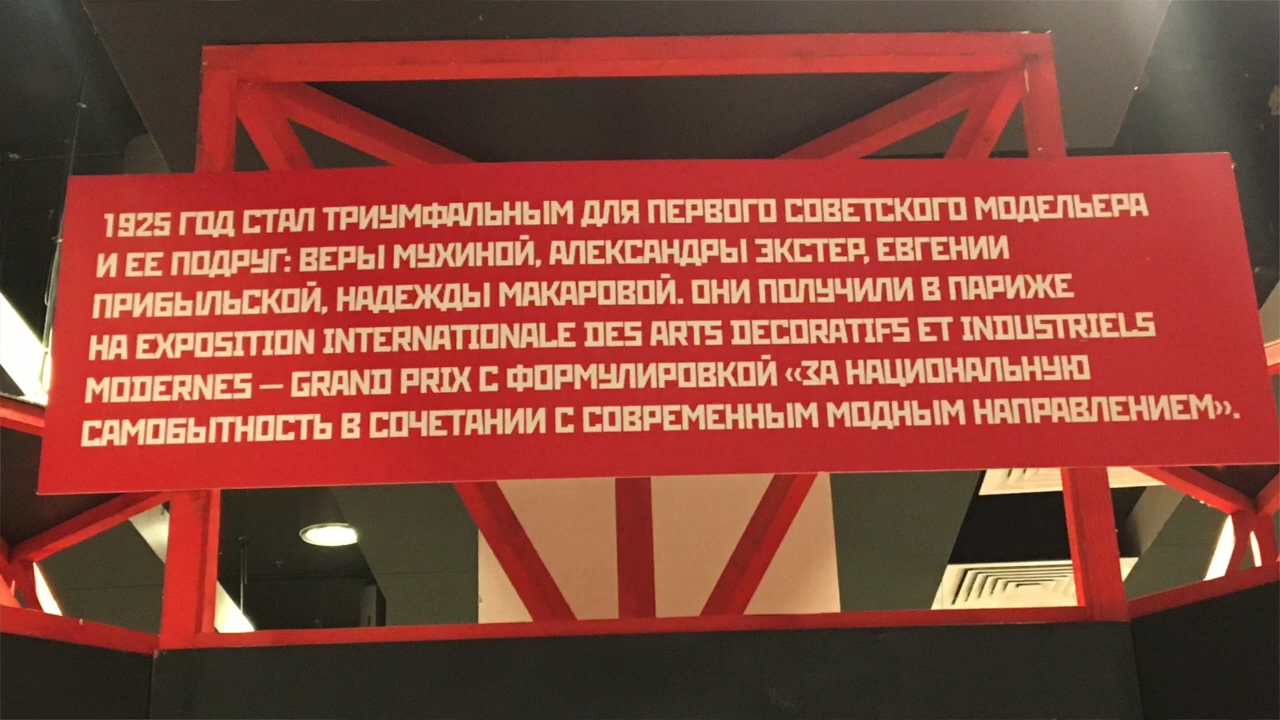 1925 ГОД СТАЛ ТРИУМФАЛЬНЫМ ДЛЯ ПЕРВОГО СОВЕТСКОГО МОДЕЛЬЕРА
И ЕЕ ПОДРУГ: ВЕРЫ МУХИНОЙ, АЛЕКСАНДРЫ ЭКСТЕР, ЕВГЕНИИ
ПРИБЫЛЬСКОЙ, НАДЕЖДЫ МАКАРОВОЙ. ОНИ ПОЛУЧИЛИ В ПАРИЖЕ
НА EXPOSITION INTERNATIONALE DES ARTS DECORATIFS ET INDUSTRIELS
MODERNES — GRAND PRIX С ФОРМУЛИРОВКОЙ «ЗА НАЦИОНАЛЬНУЮ
САМОБЫТНОСТЬ В СОЧЕТАНИИ С СОВРЕМЕННЫМ МОДНЫМ НАПРАВЛЕНИЕМ».